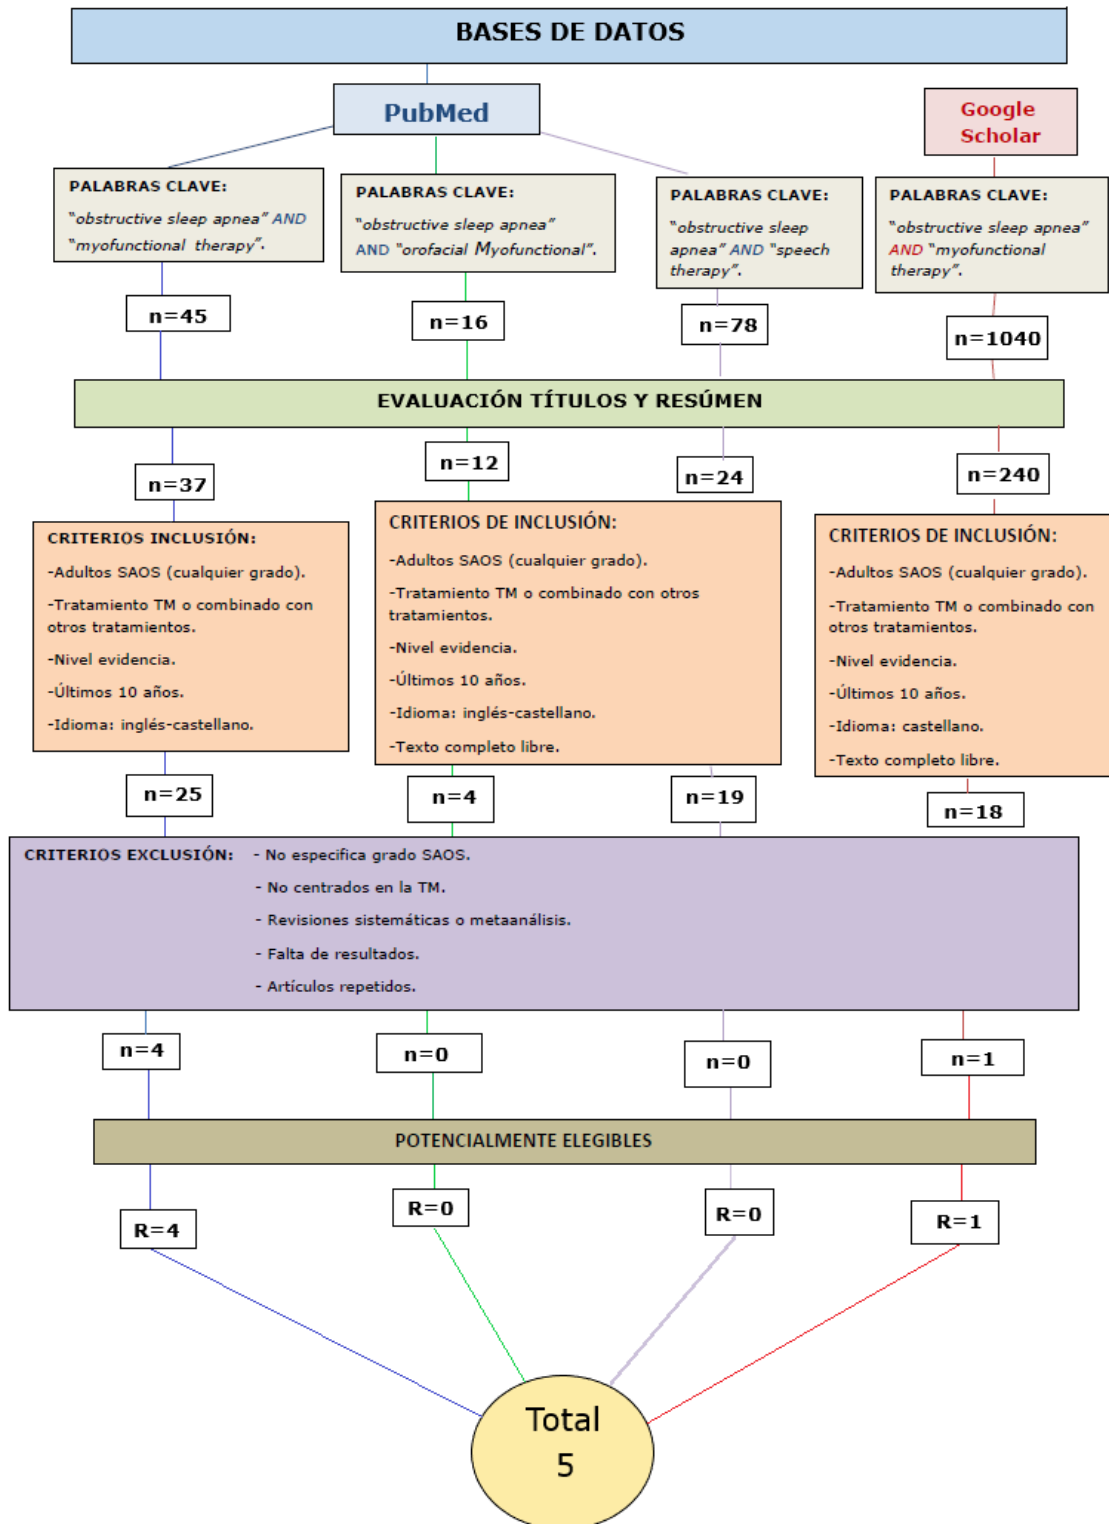 BASES DE DATOS
PubMed
Google
Scholar
PALABRAS CLAVE:
“obstructive sleep apnea” AND
“myofunctional therapy”.
PALABRAS CLAVE:
“obstructive sleep apnea”
AND “orofacial Myofunctional”.
PALABRAS CLAVE:
“obstructive sleep
apnea” AND “speech
therapy”.
PALABRAS CLAVE:
“obstructive sleep apnea”
AND “myofunctional
therapy”.
n=45
n=16
n=78
n=1040
EVALUACIÓN TÍTULOS Y RESÚMEN
n=37
n=12
n=24
n=240
CRITERIOS INCLUSIÓN:
-Adultos SAOS (cualquier grado).
-Tratamiento TM o combinado con
otros tratamientos.
-Nivel evidencia.
-Últimos 10 años.
-Idioma: inglés-castellano.
CRITERIOS DE INCLUSIÓN:
-Adultos SAOS (cualquier grado).
-Tratamiento TM o combinado con otros
tratamientos.
-Nivel evidencia.
-Últimos 10 años.
-Idioma: inglés-castellano.
-Texto completo libre.
CRITERIOS DE INCLUSIÓN:
-Adultos SAOS (cualquier grado).
-Tratamiento TM o combinado con
otros tratamientos.
-Nivel evidencia.
-Últimos 10 años.
-Idioma: castellano.
-Texto completo libre.
n=25
n=4
n=19
n=18
CRITERIOS EXCLUSIÓN: - No especifica grado SAOS.
- No centrados en la TM.
- Revisiones sistemáticas o metaanálisis.
- Falta de resultados.
- Artículos repetidos.
n=4
n=0
n=0
n=1
POTENCIALMENTE ELEGIBLES
R=4
R=0
R=0
R=1
Total
5